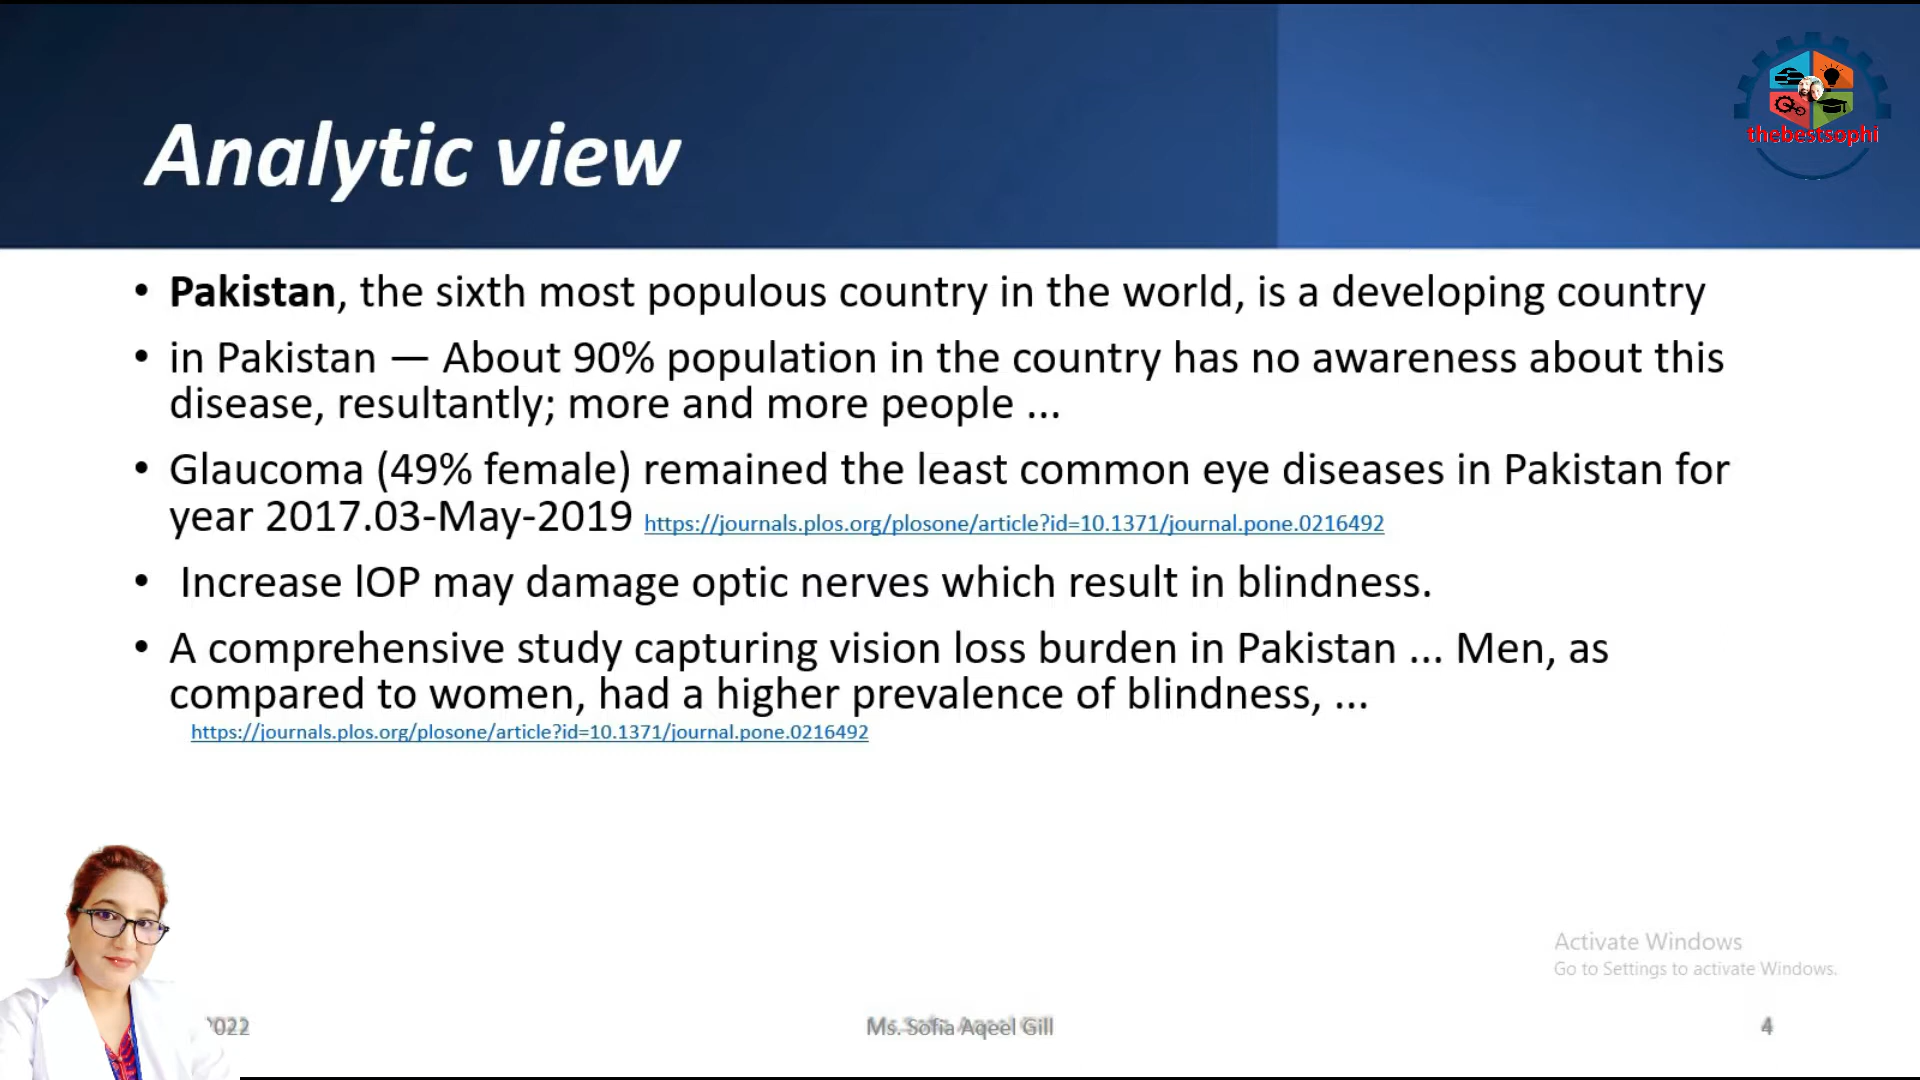 thebestsophi
Analytic view
• Pakistan, the sixth most populous country in the world, is a developing country
• in Pakistan — About 90% population in the country has no awareness about this
disease, resultantly; more and more people ...
• Glaucoma (49% female) remained the least common eye diseases in Pakistan for
year 2017.03-May-2019 https://journals.plos.org/plosone/article?id=10.1371/journal.pone.0216492
• Increase lOP may damage optic nerves which result in blindness.
• A comprehensive study capturing vision loss burden in Pakistan ... Men, as
compared to women, had a higher prevalence of blindness, ...
https://journals.plos.org/plosone/article?id=10.1371/journal.pone.0216492
Activate Windows
Go to Settings to activate Windows.
022
Ms. Sofia Aqeel Gill
4